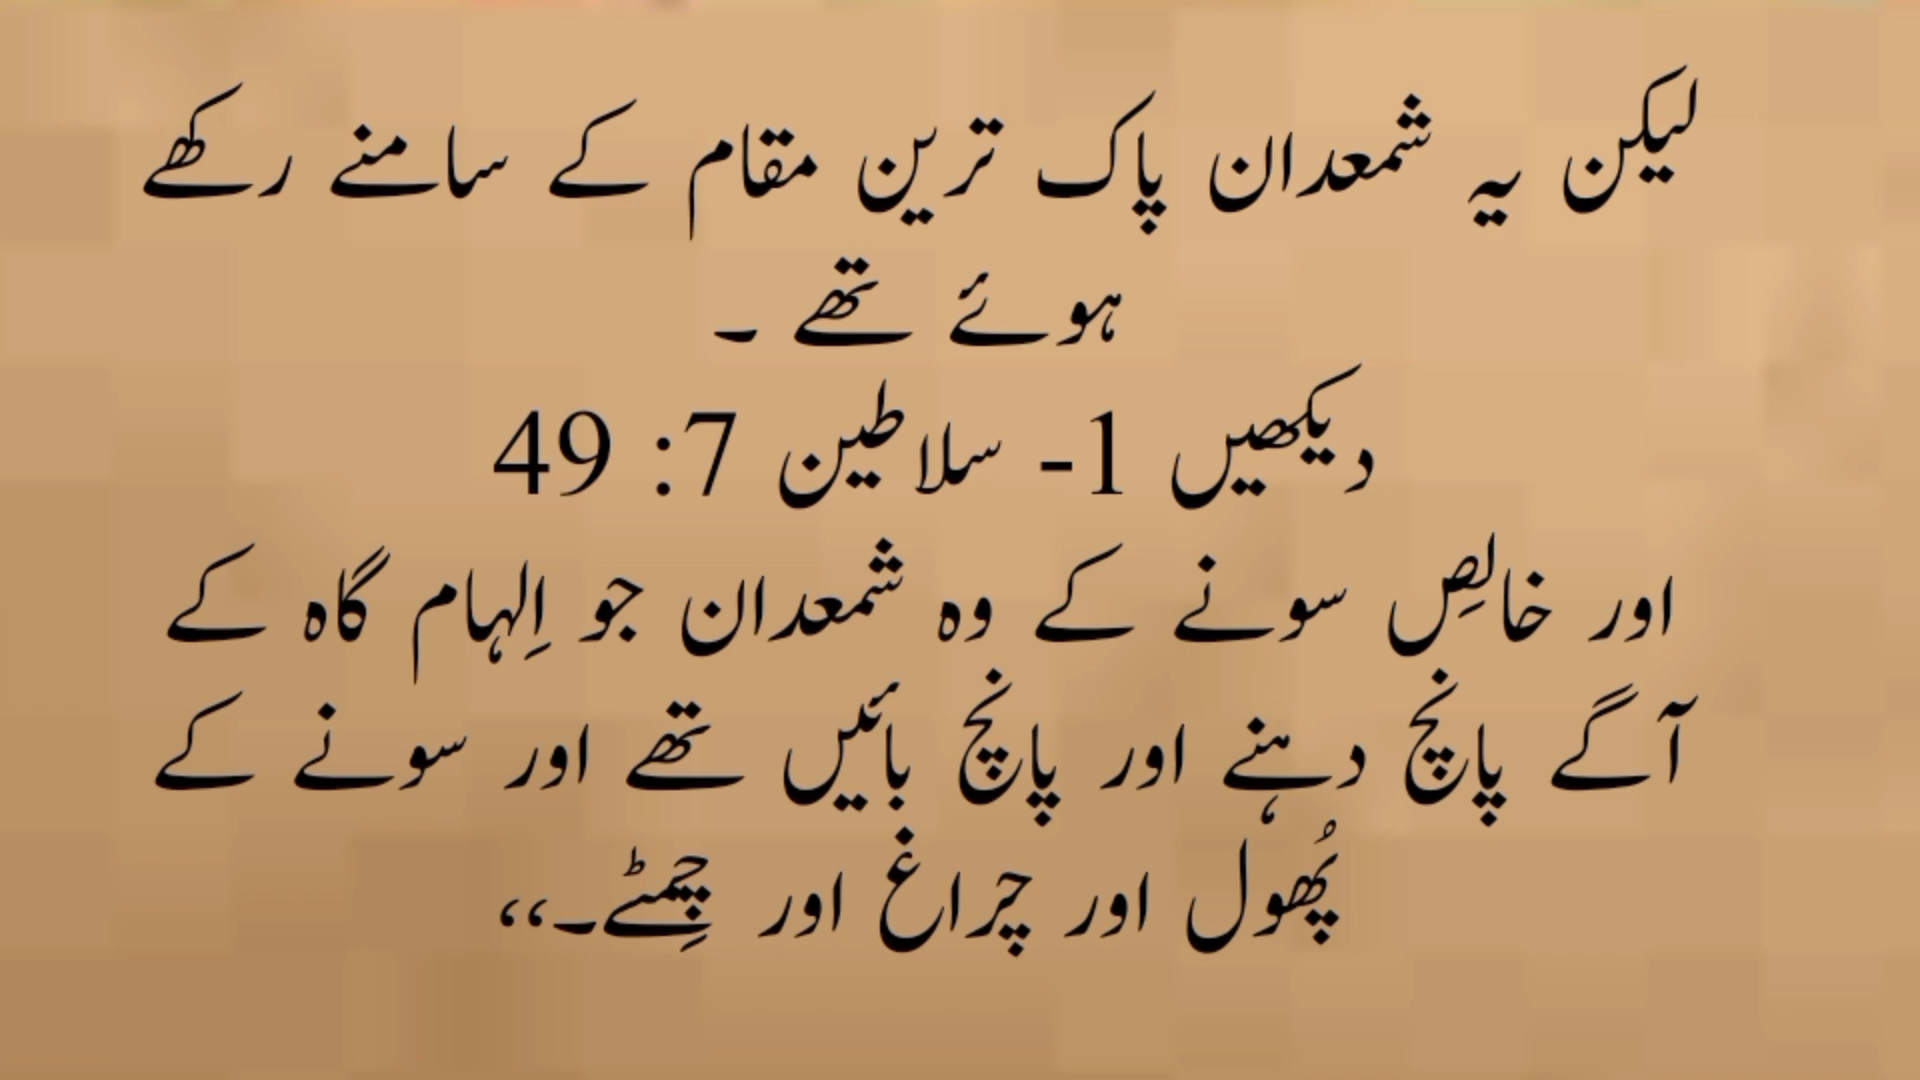 لیکن یہ شمعدان پاک ترین مقام کے سامنے رکھے
ہوئے تھے ۔
دیکھیں 1- سلاطین 7: 49
اور خالِص سونے کے وہ شمعدان جو اِلہام گاہ کے
آگے پانچ دہنے اور پانچ بائیں تھے اور سونے کے
پُھول اور چراغ اور چِمٹے۔،،